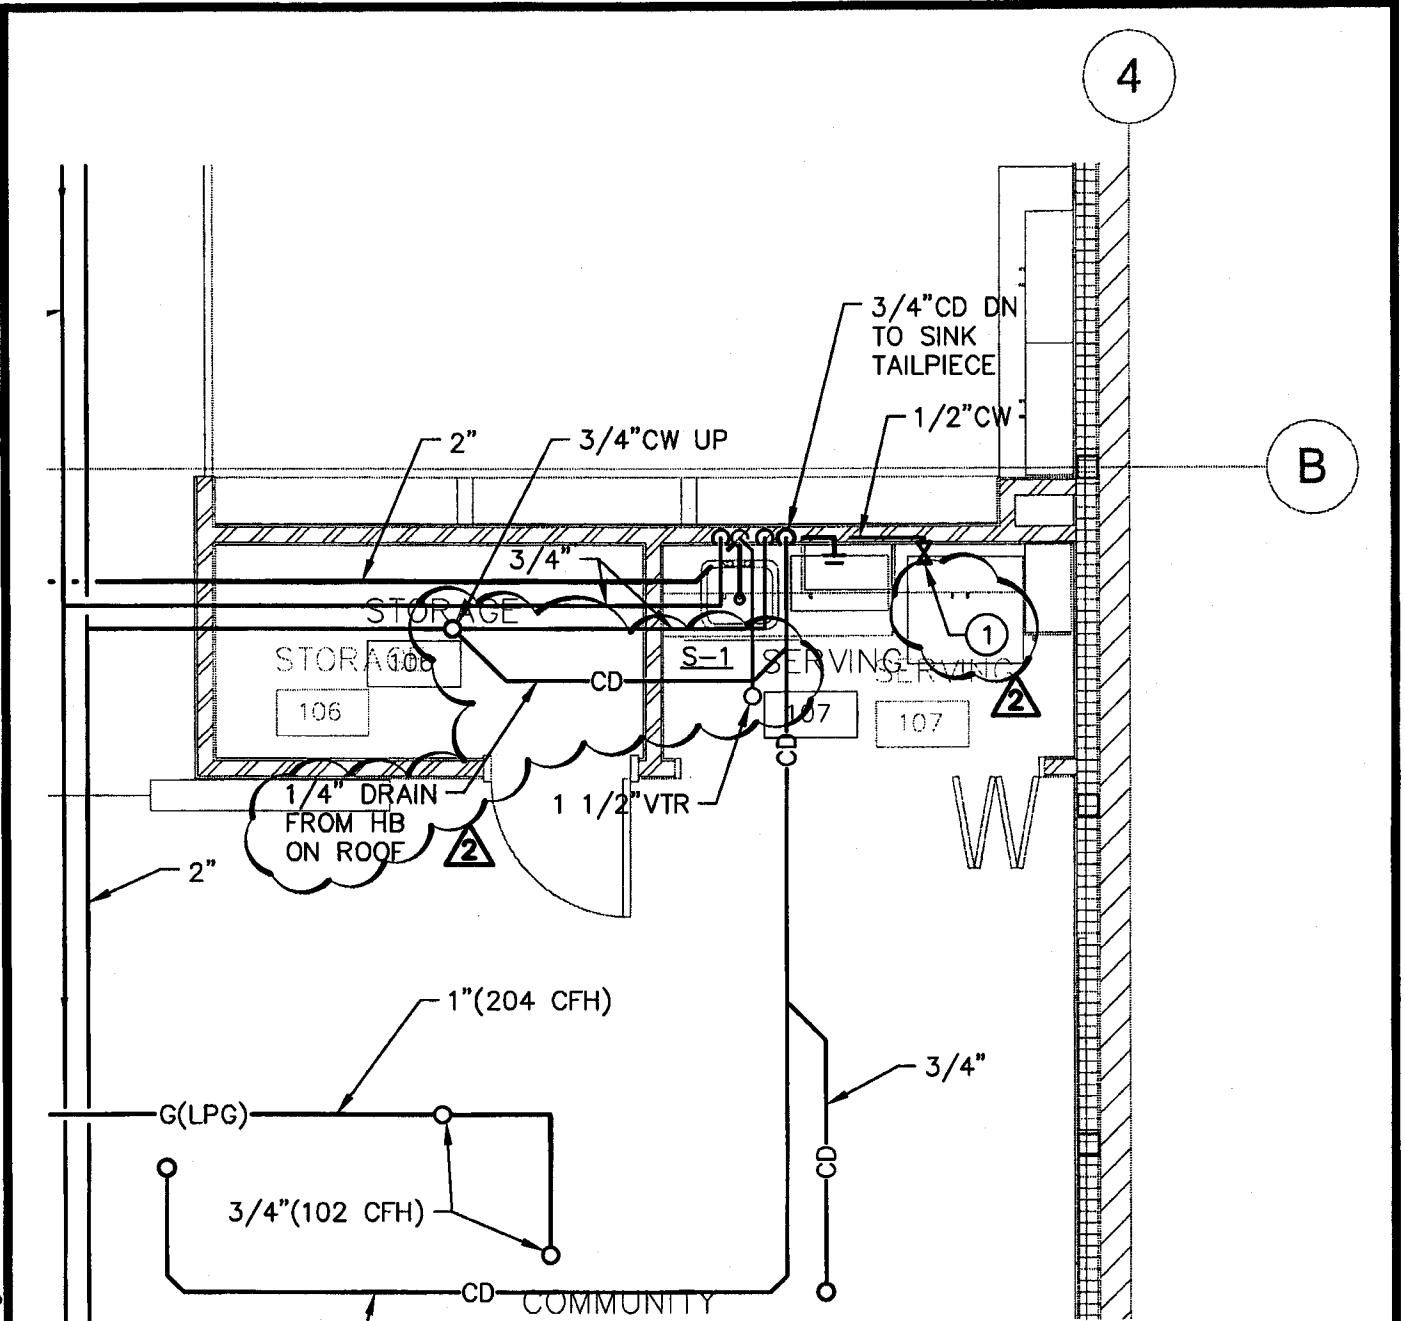 4
3/4"CD DN
TO SINK
TAILPIECE
1/2"CW
2"
3/4"CW UP
B
3/4"
STORAGE
106
STORAGE
106
S-1
SERVING
107
SERVING
107
1
2
CD
CD
1/4" DRAIN
FROM HB
ON ROOF
2
1 1/2"VTR
2"
1"(204 CFH)
3/4"
G(LPG)
CD
3/4"(102 CFH)
CD
COMMUNITY